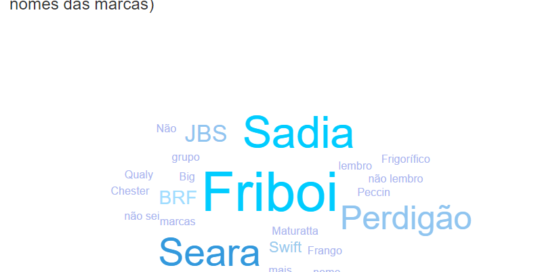 nomes das marcas)
Não JBS Sadia
grupo lembro Frigorífico
Qualy Big Friboi não lembro
Chester BRF Peccin
não sei marcas Perdigão
Maturatta
Seara Swift Frango
mais nome